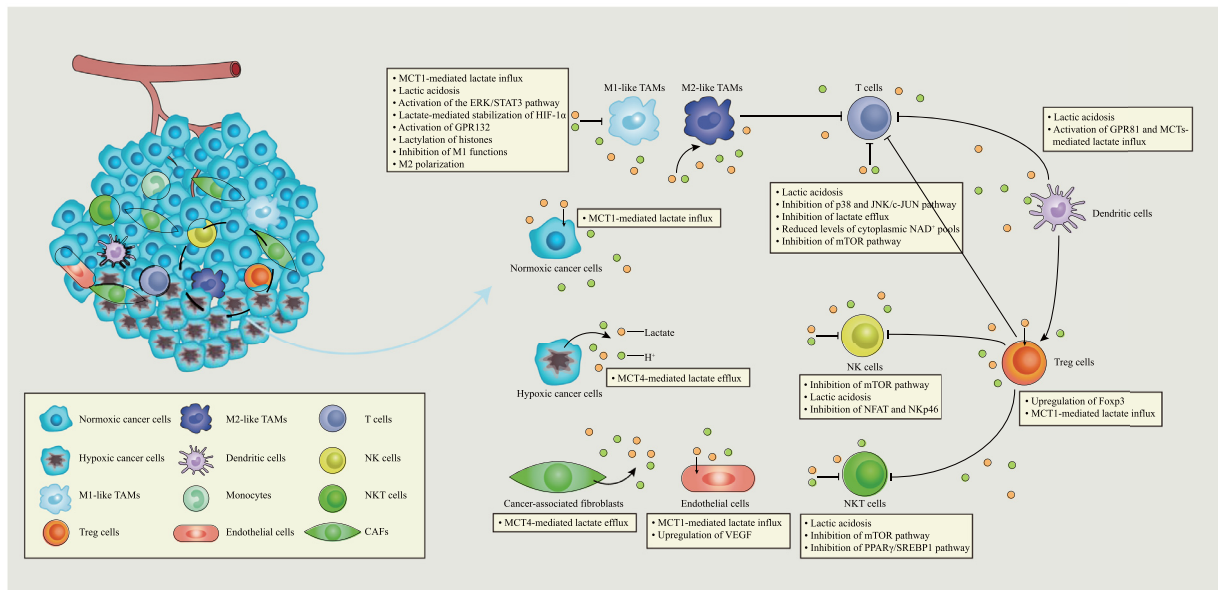 • MCT1-mediated lactate influx
• Lactic acidosis
• Activation of the ERK/STAT3 pathway
• Lactate-mediated stabilization of HIF-1α
• Activation of GPR132
• Lactylation of histones
• Inhibition of M1 functions
• M2 polarization
M1-like TAMs
M2-like TAMs
T cells
• Lactic acidosis
• Activation of GPR81 and MCTs-
mediated lactate influx
Dendritic cells
• Lactic acidosis
• Inhibition of p38 and JNK/c-JUN pathway
• Inhibition of lactate efflux
• Reduced levels of cytoplasmic NAD⁺ pools
• Inhibition of mTOR pathway
• MCT1-mediated lactate influx
Normoxic cancer cells
Lactate
H⁺
• MCT4-mediated lactate efflux
Hypoxic cancer cells
NK cells
• Inhibition of mTOR pathway
• Lactic acidosis
• Inhibition of NFAT and NKp46
Treg cells
• Upregulation of Foxp3
• MCT1-mediated lactate influx
Cancer-associated fibroblasts
• MCT4-mediated lactate efflux
Endothelial cells
• MCT1-mediated lactate influx
• Upregulation of VEGF
NKT cells
• Lactic acidosis
• Inhibition of mTOR pathway
• Inhibition of PPARγ/SREBP1 pathway
Normoxic cancer cells
M2-like TAMs
T cells
Hypoxic cancer cells
Dendritic cells
NK cells
M1-like TAMs
Monocytes
NKT cells
Treg cells
Endothelial cells
CAFs